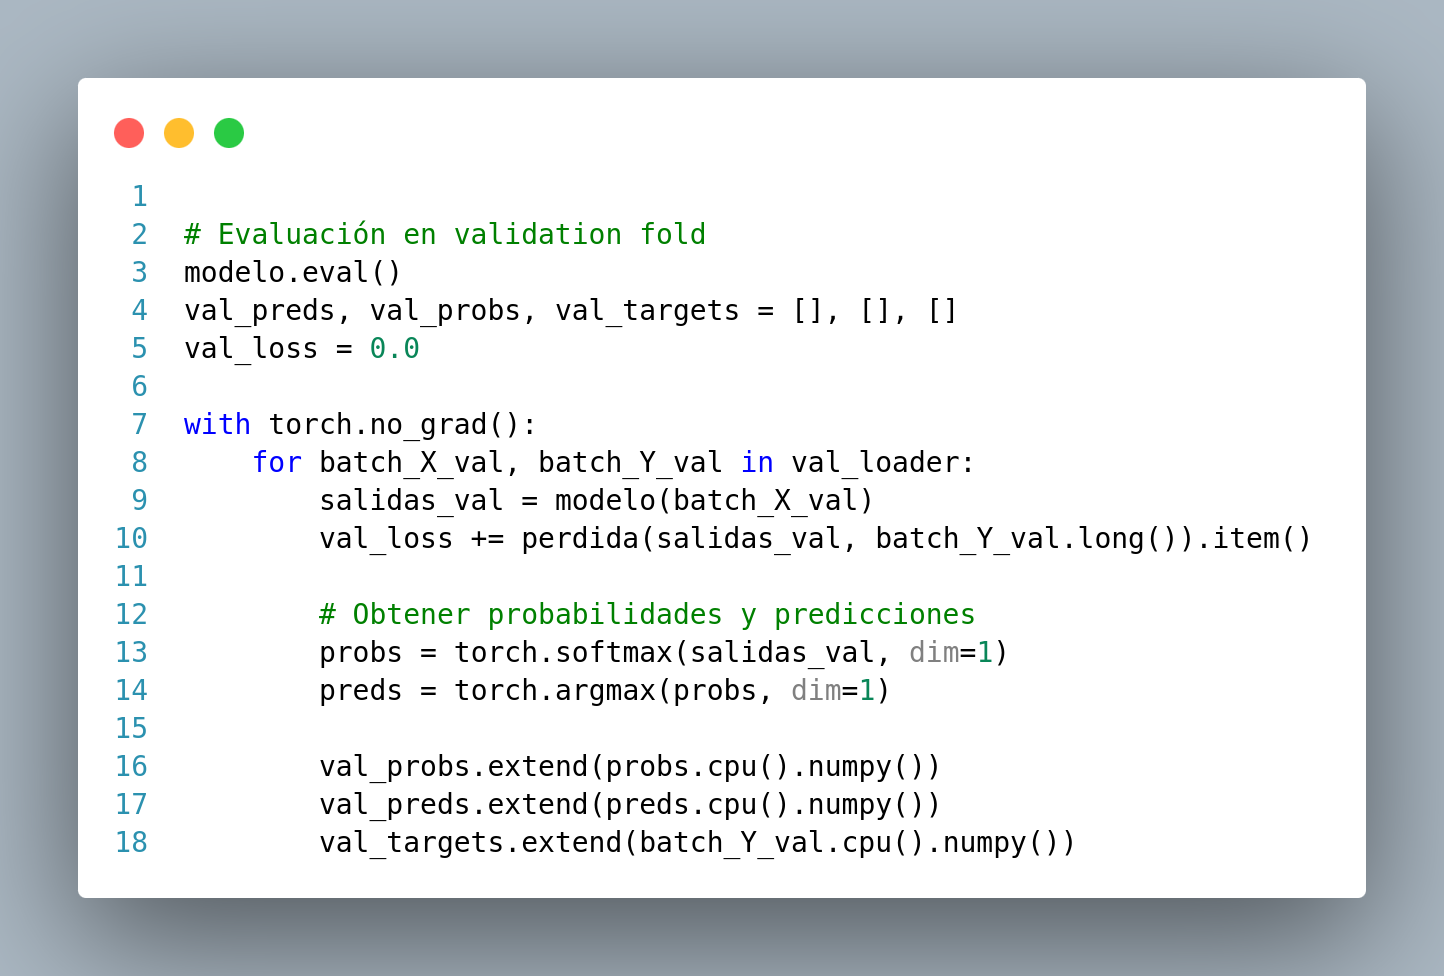 1
2 # Evaluación en validation fold
3 modelo.eval()
4 val_preds, val_probs, val_targets = [], [], []
5 val_loss = 0.0
6
7 with torch.no_grad():
8     for batch_X_val, batch_Y_val in val_loader:
9         salidas_val = modelo(batch_X_val)
10         val_loss += perdida(salidas_val, batch_Y_val.long()).item()
11
12         # Obtener probabilidades y predicciones
13         probs = torch.softmax(salidas_val, dim=1)
14         preds = torch.argmax(probs, dim=1)
15
16         val_probs.extend(probs.cpu().numpy())
17         val_preds.extend(preds.cpu().numpy())
18         val_targets.extend(batch_Y_val.cpu().numpy())